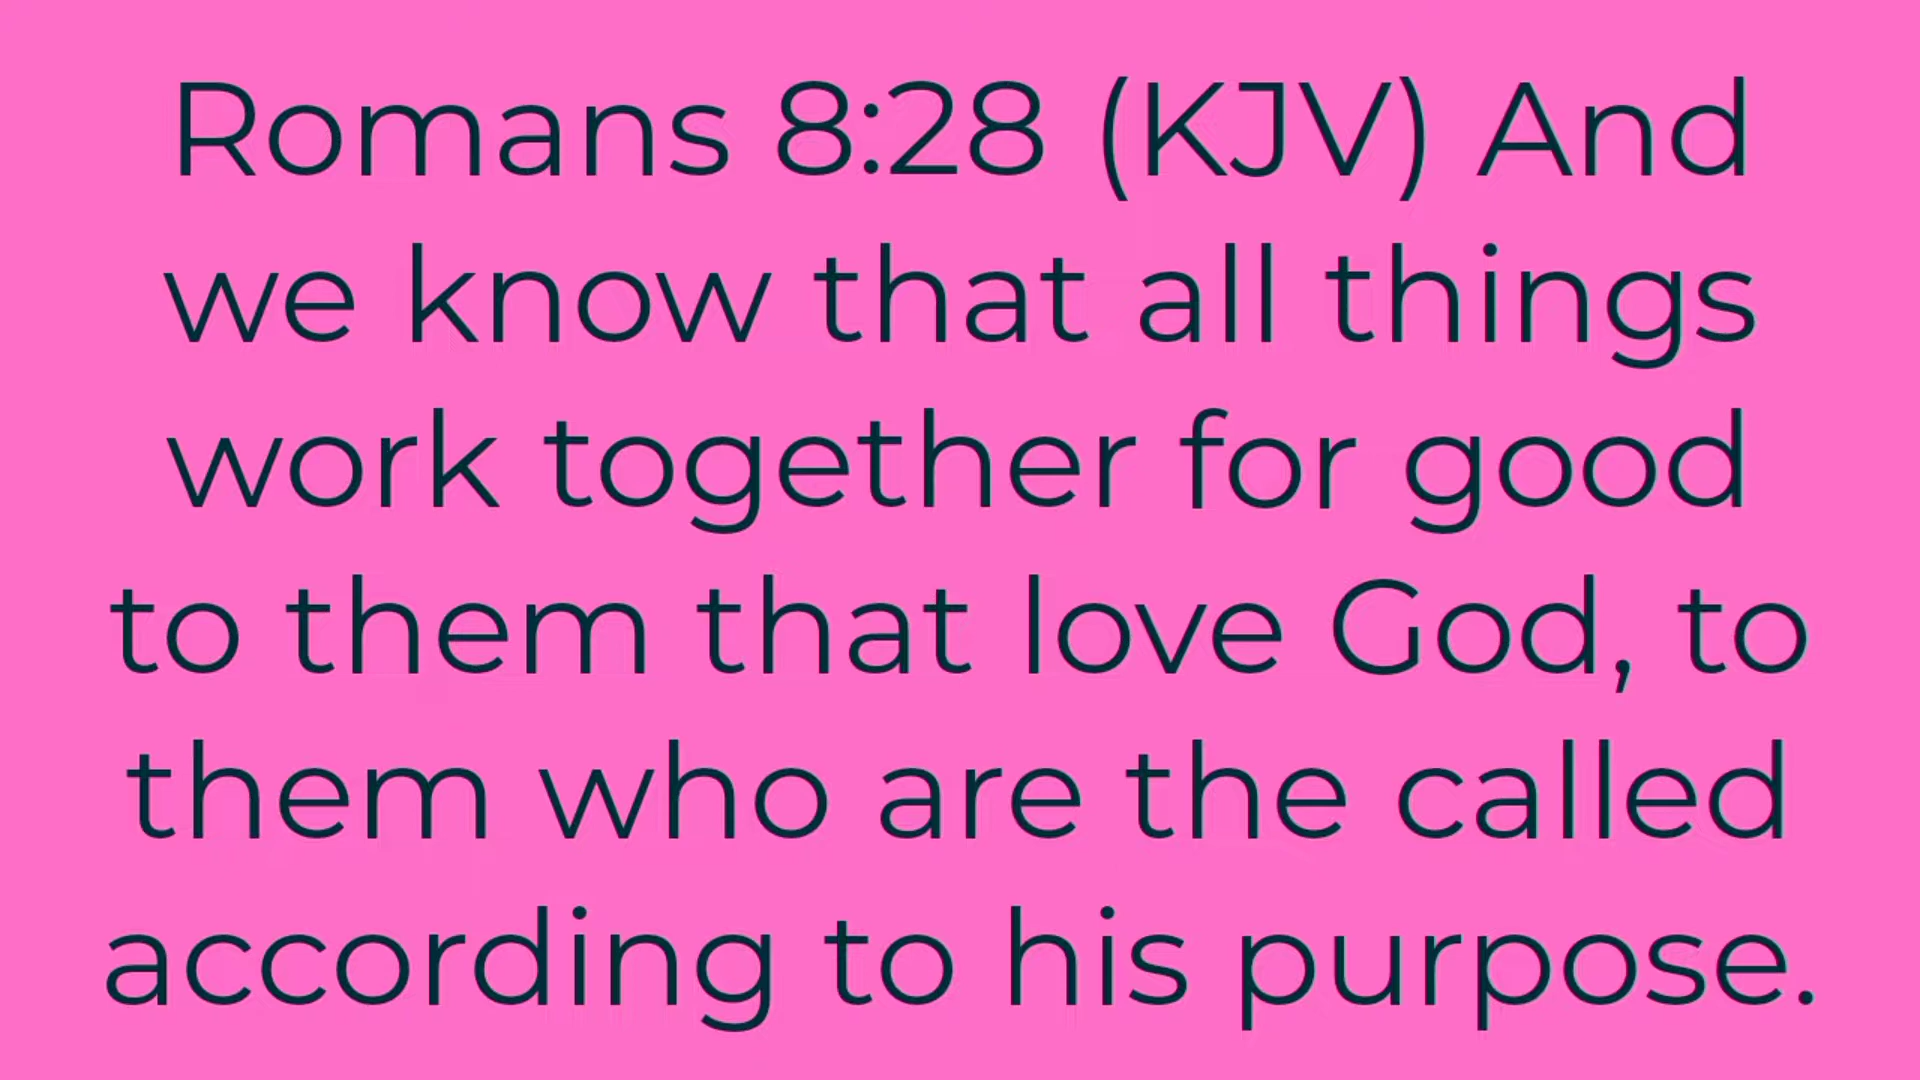 Romans 8:28 (KJV) And
we know that all things
work together for good
to them that love God, to
them who are the called
according to his purpose.